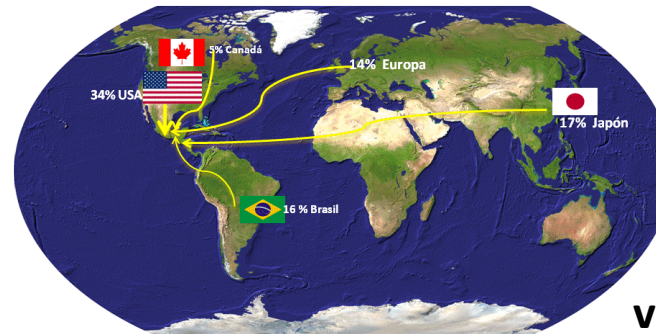 5% Canadá
14% Europa
34% USA
17% Japón
16 % Brasil
V